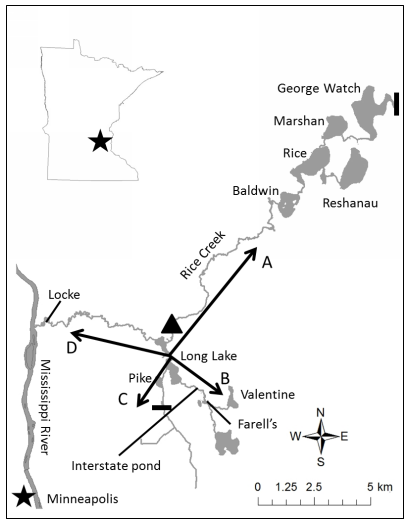 George Watch
Marshan
Rice
Baldwin
Reshanau
Rice Creek
A
Locke
D
Long Lake
Pike
B
C
Valentine
Farell's
Mississippi River
Interstate pond
N
W E
S
0 1.25 2.5 5 km
Minneapolis